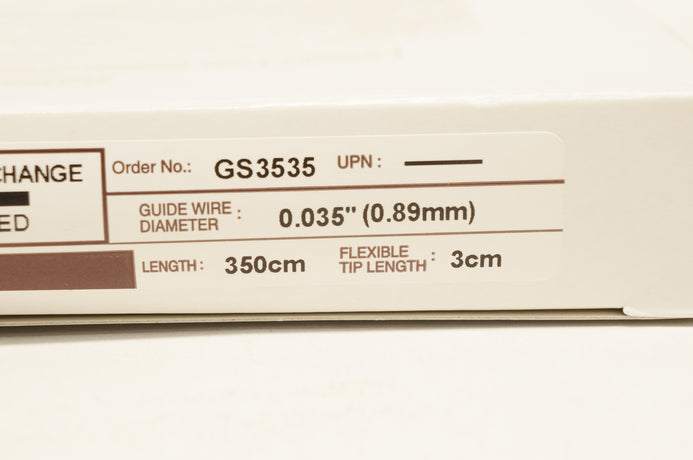 CHANGE
ED
Order No.: GS3535 UPN :
GUIDE WIRE
DIAMETER : 0.035" (0.89mm)
LENGTH : 350cm FLEXIBLE
TIP LENGTH : 3cm